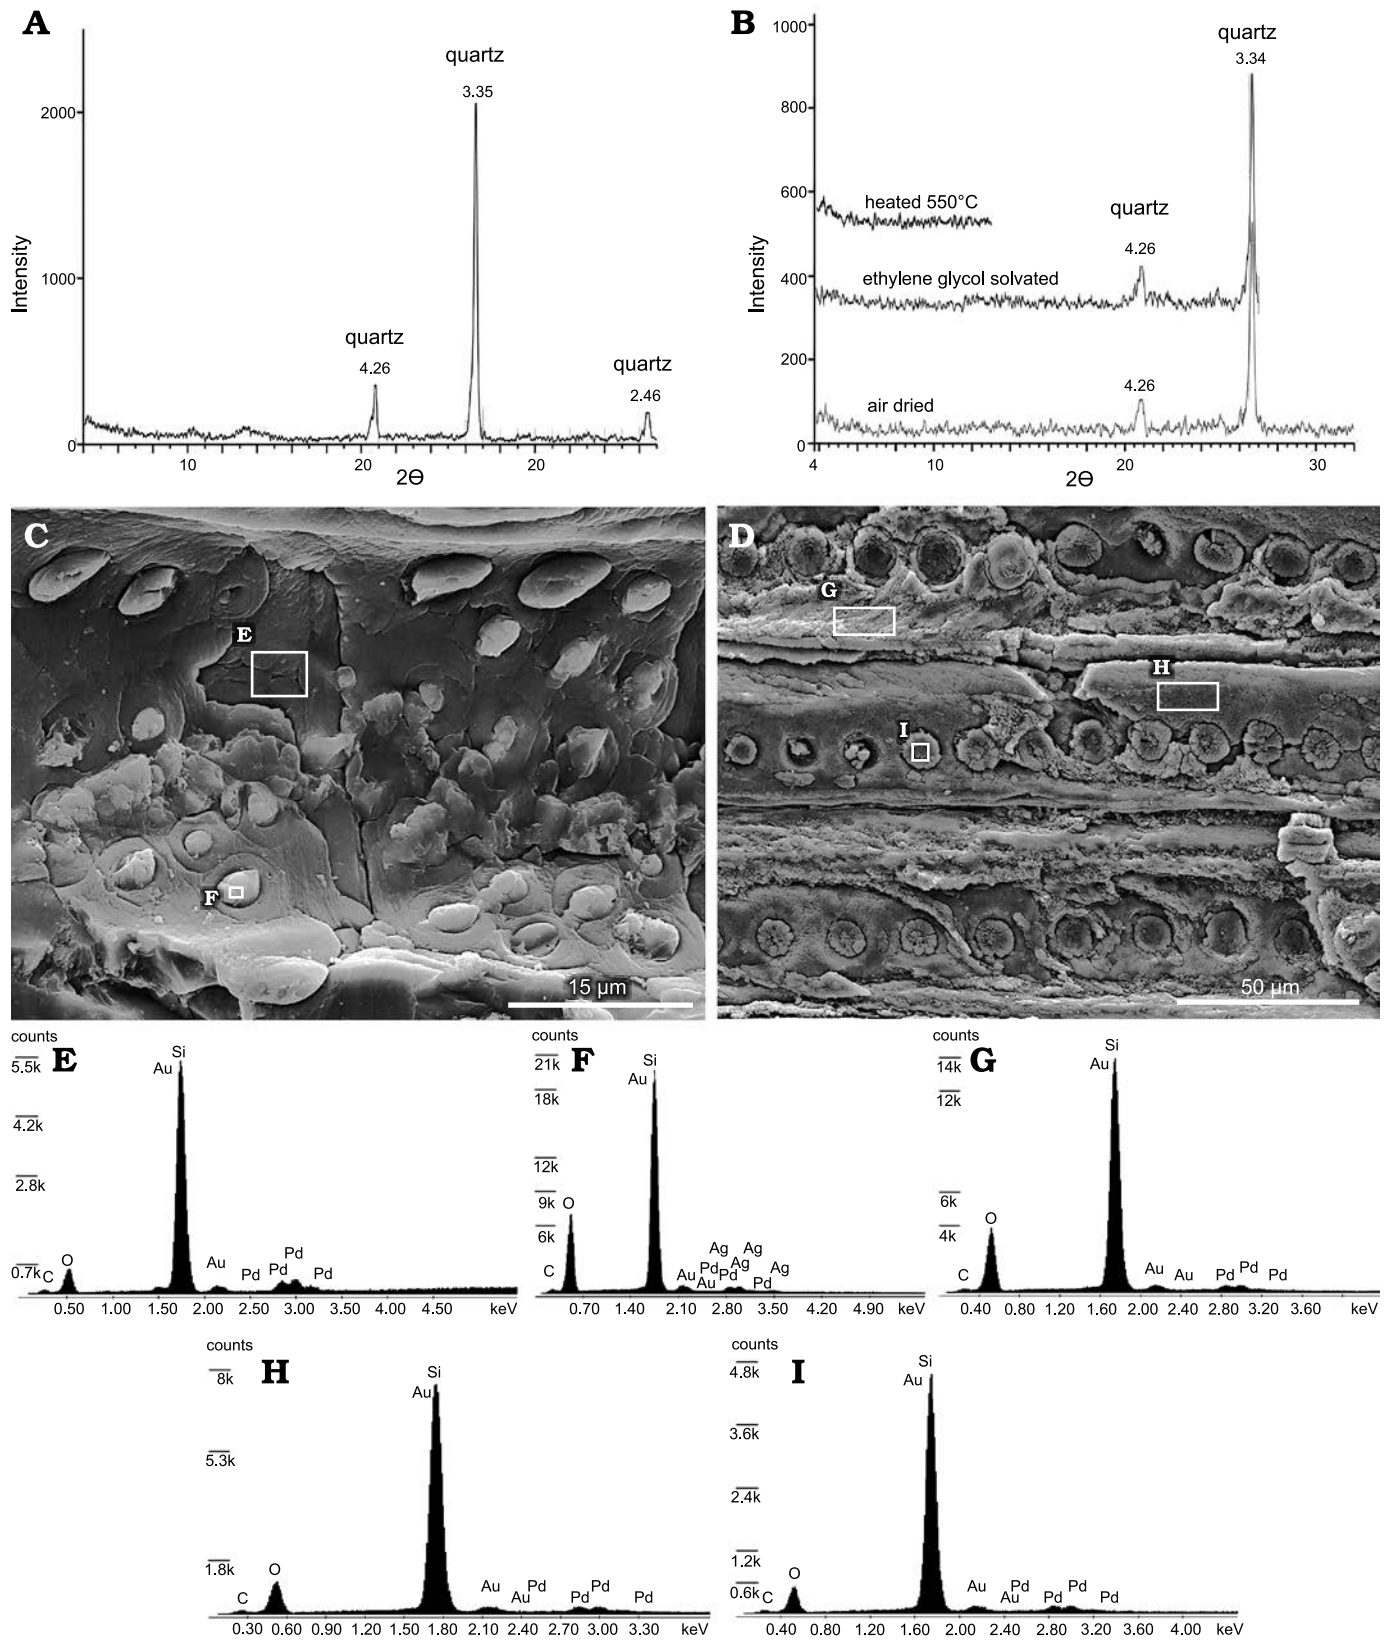 A
quartz
3.35
2000
quartz
4.26
quartz
2.46
1000
0
Intensity
10
20
20
2Θ
B
1000
quartz
3.34
800
600
heated 550°C
quartz
4.26
400
ethylene glycol solvated
200
4.26
air dried
0
Intensity
4
10
20
30
2Θ
C
E
F
15 µm
D
G
H
I
50 µm
counts
E
5.5k
4.2k
2.8k
0.7k
Si
Au
C
O
Au
Pd
Pd
Pd
Pd
0.50 1.00 1.50 2.00 2.50 3.00 3.50 4.00 4.50 keV
counts
F
21k
18k
12k
9k
6k
Si
Au
C
O
Au
Pd
Au
Ag
Pd
Ag
Ag
Pd
Ag
0.70 1.40 2.10 2.80 3.50 4.20 4.90 keV
counts
G
14k
12k
6k
4k
Si
Au
C
O
Au
Au
Pd
Pd
Pd
0.40 0.80 1.20 1.60 2.00 2.40 2.80 3.20 3.60 keV
counts
H
8k
5.3k
1.8k
Si
Au
C
O
Au
Au
Pd
Pd
Pd
Pd
0.30 0.60 0.90 1.20 1.50 1.80 2.10 2.40 2.70 3.00 3.30 keV
counts
I
4.8k
3.6k
2.4k
1.2k
0.6k
Si
Au
C
O
Au
Au
Pd
Pd
Pd
Pd
0.40 0.80 1.20 1.60 2.00 2.40 2.80 3.20 3.60 4.00 keV